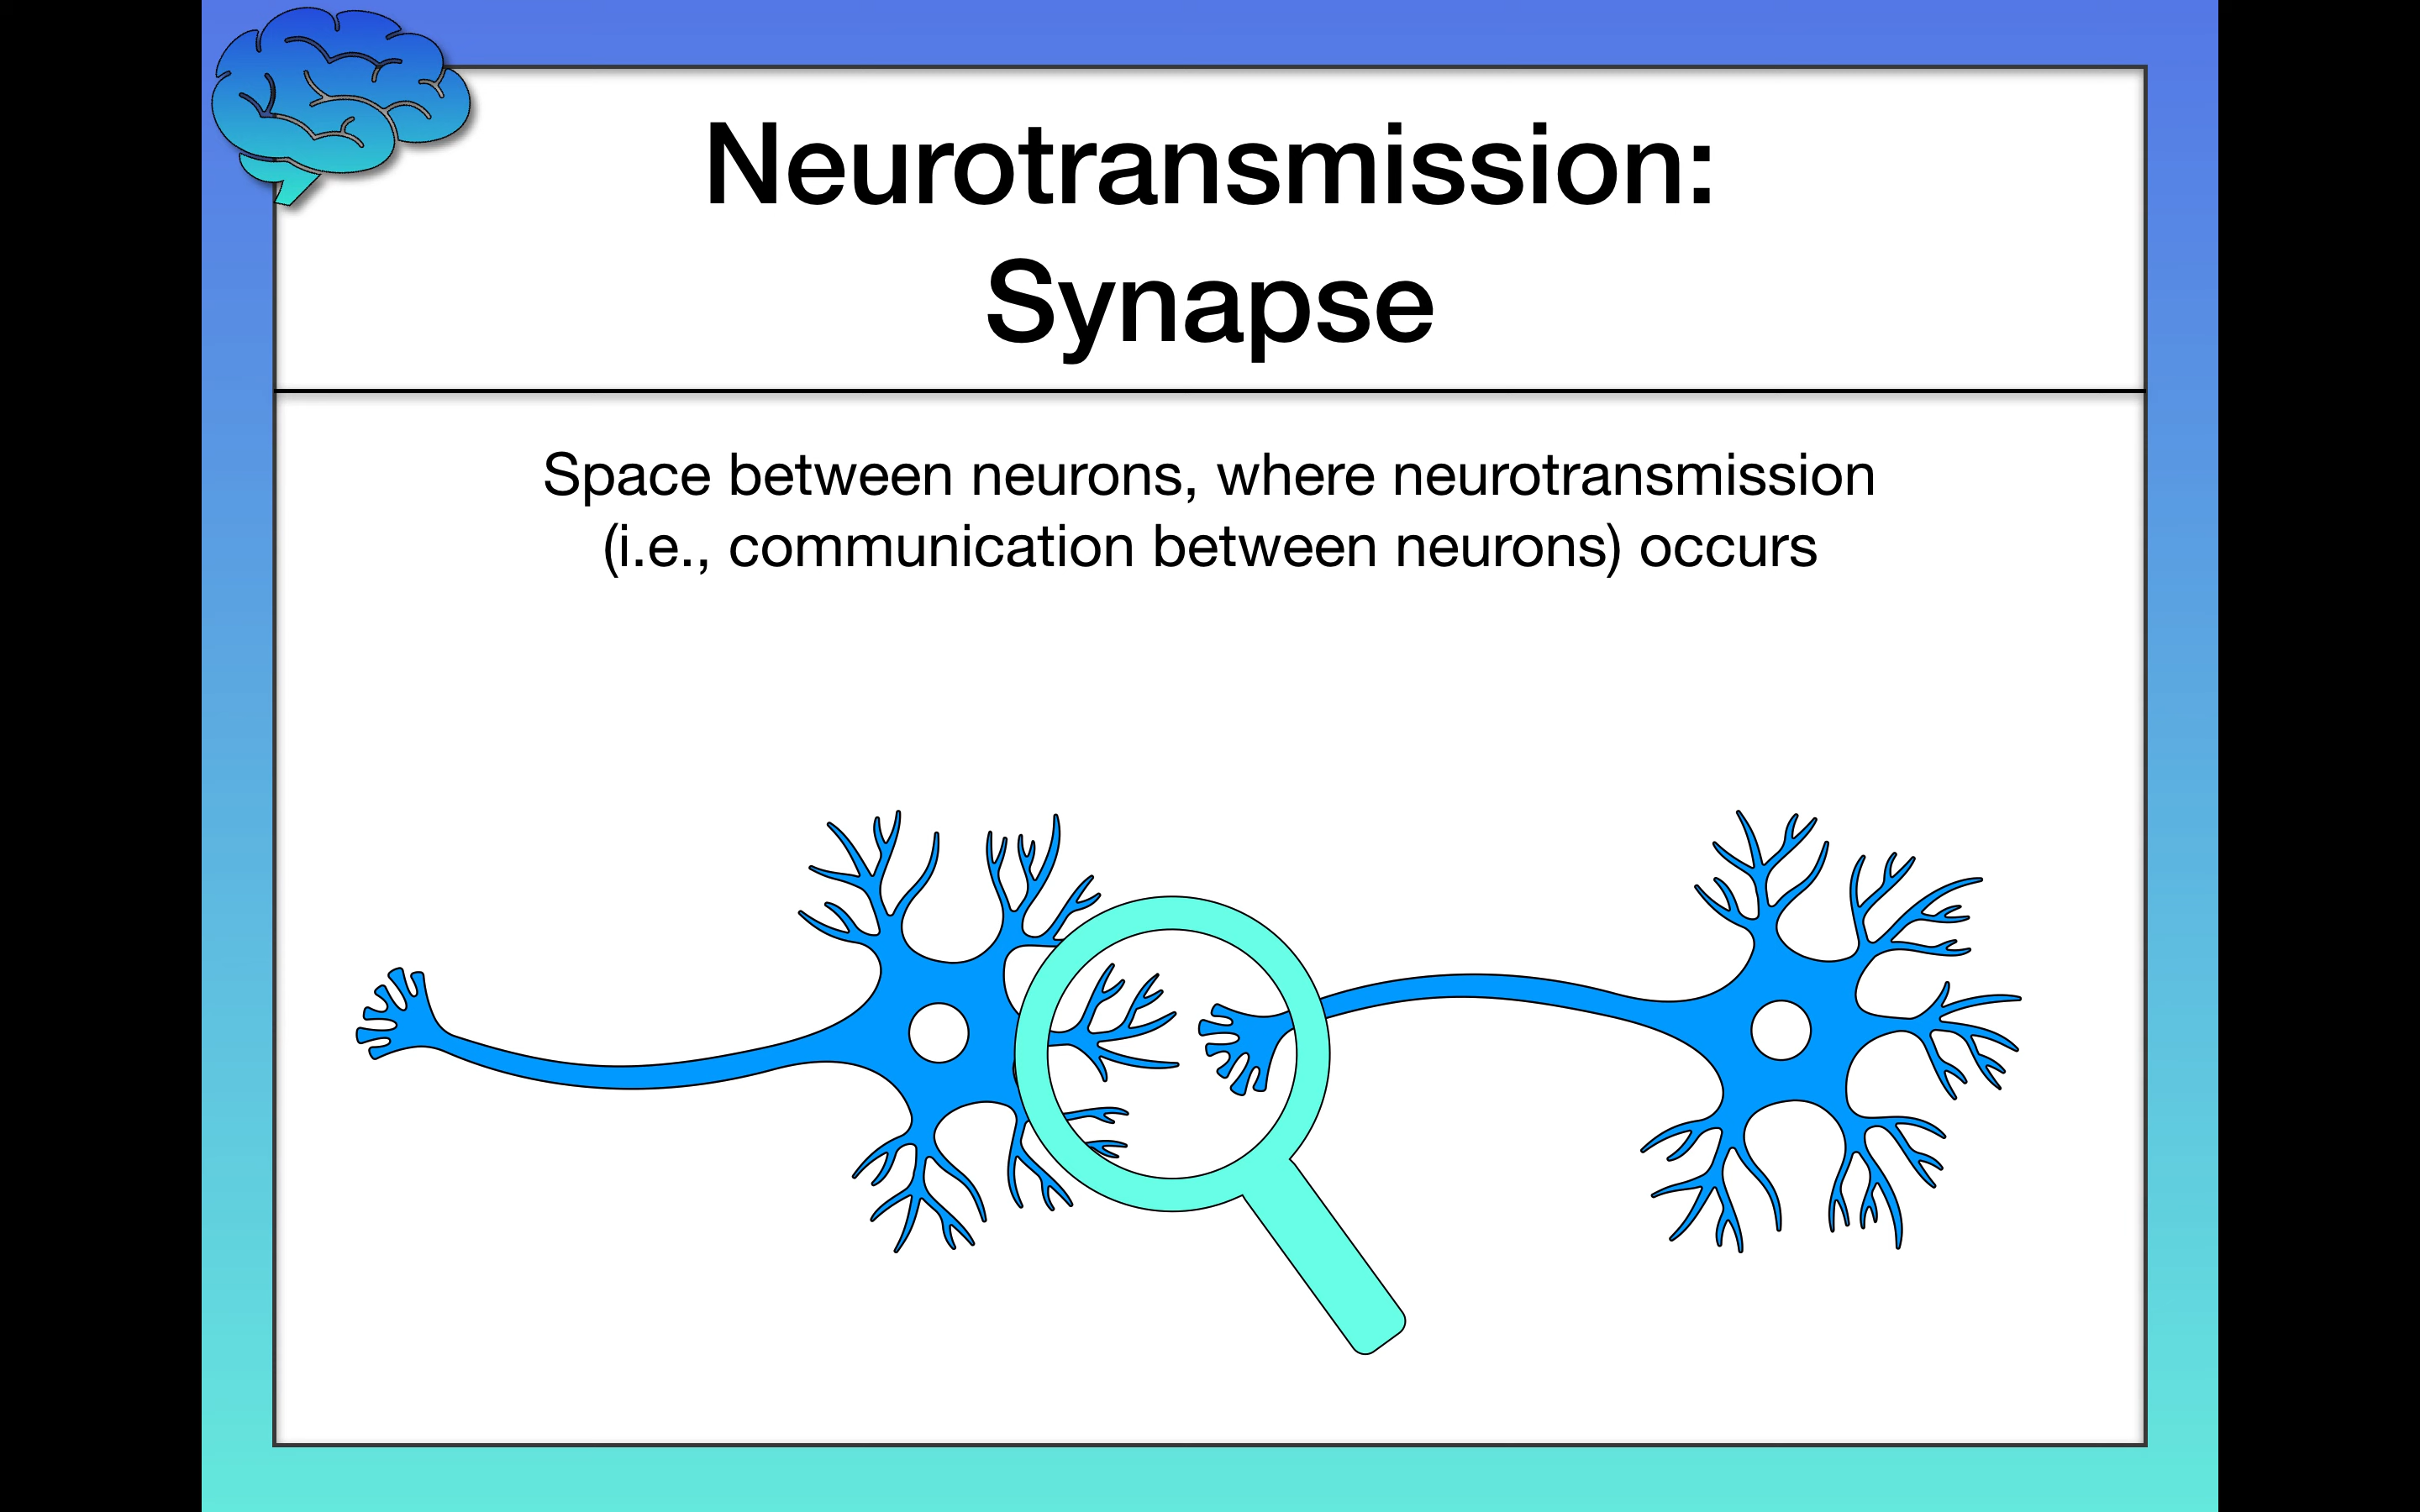 Neurotransmission:
Synapse
Space between neurons, where neurotransmission
(i.e., communication between neurons) occurs